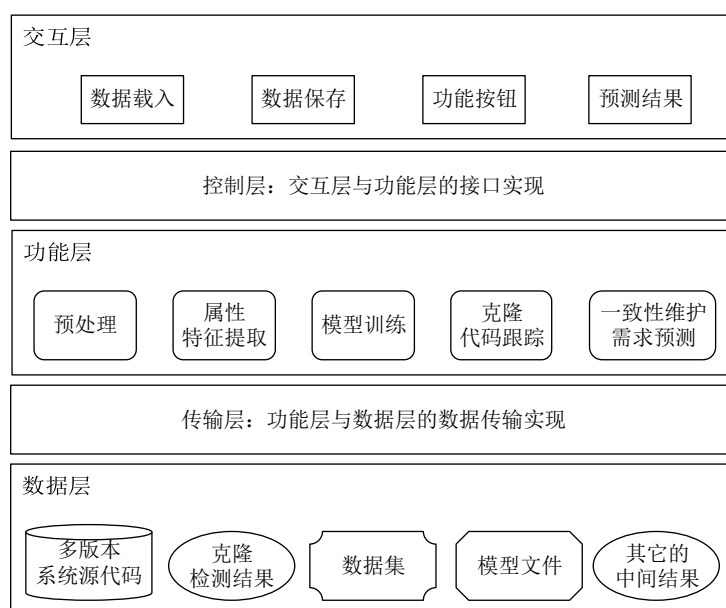 交互层
数据载入
数据保存
功能按钮
预测结果
控制层：交互层与功能层的接口实现
功能层
预处理
属性
特征提取
模型训练
克隆
代码跟踪
一致性维护
需求预测
传输层：功能层与数据层的数据传输实现
数据层
多版本
系统源代码
克隆
检测结果
数据集
模型文件
其它的
中间结果